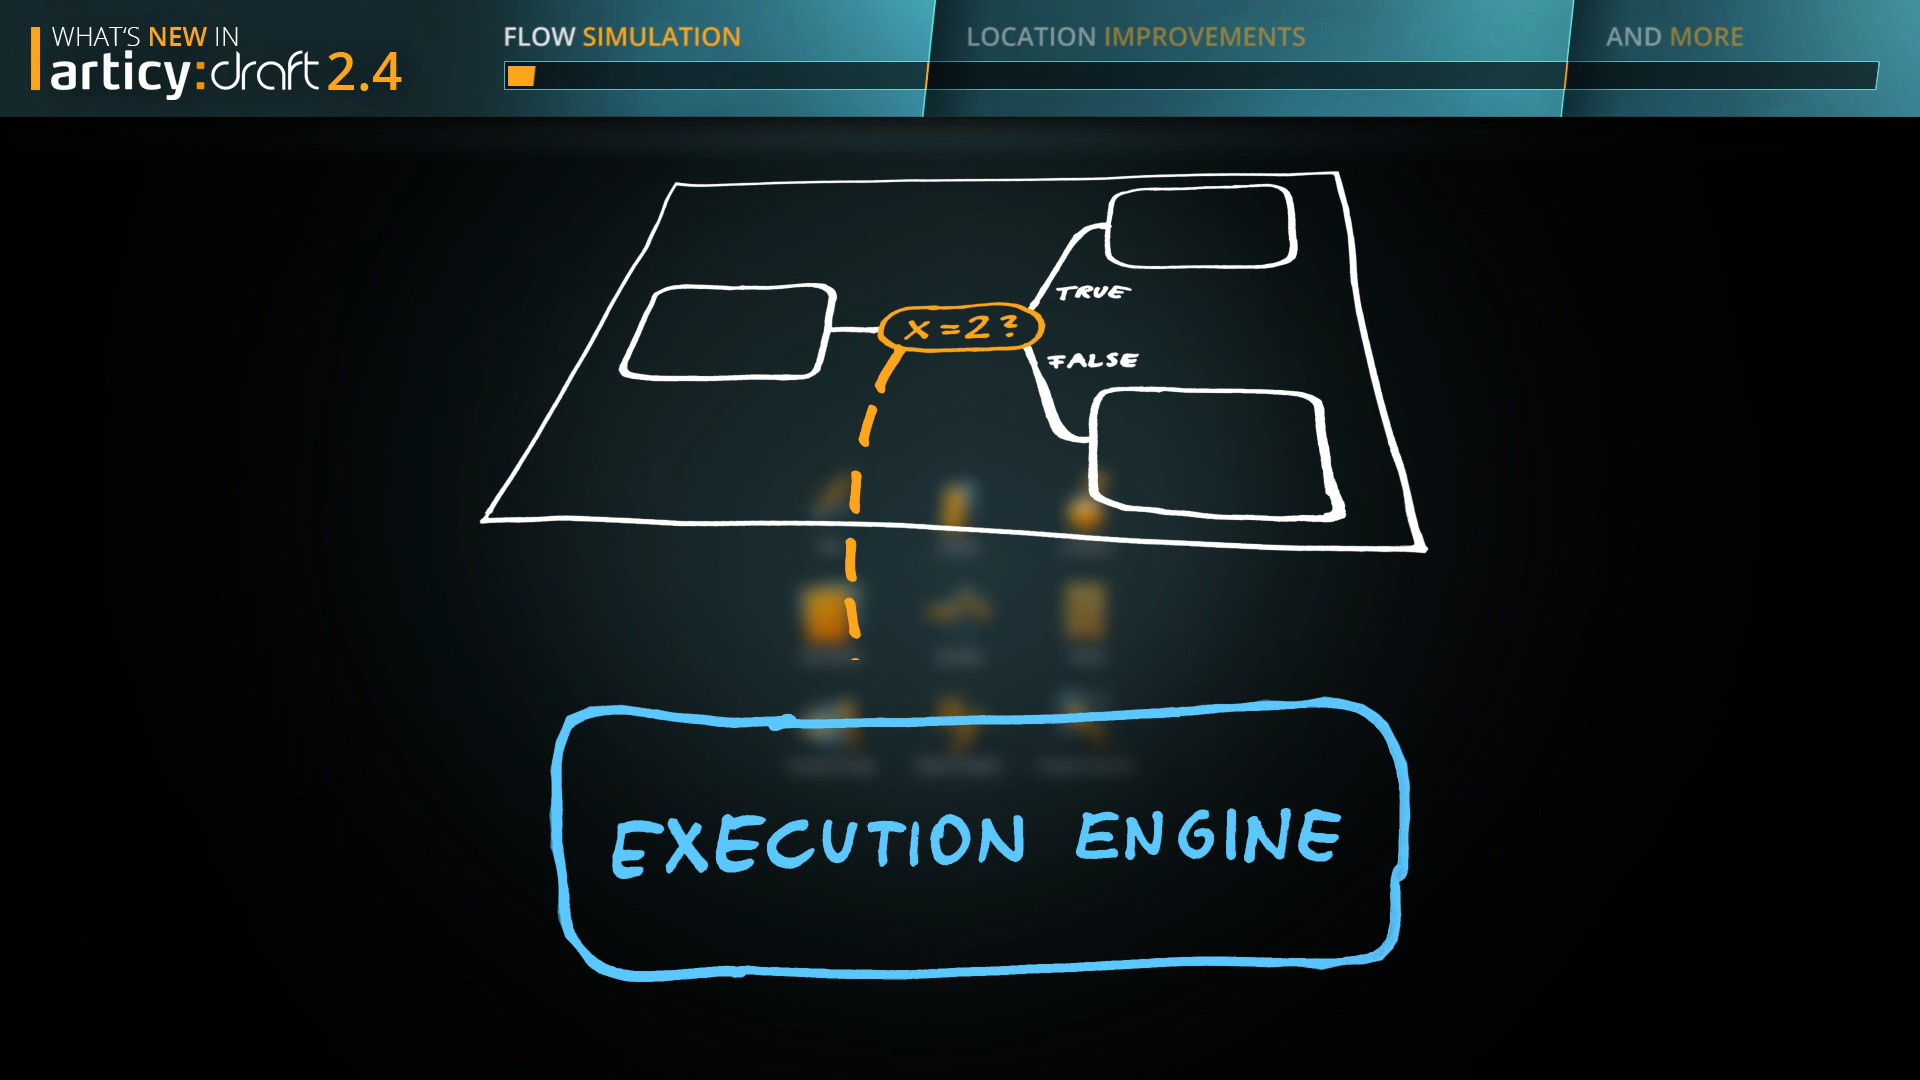 WHAT'S NEW IN
articy:draft 2.4
FLOW SIMULATION
LOCATION IMPROVEMENTS
AND MORE
TRUE
X=2?
FALSE
EXECUTION ENGINE